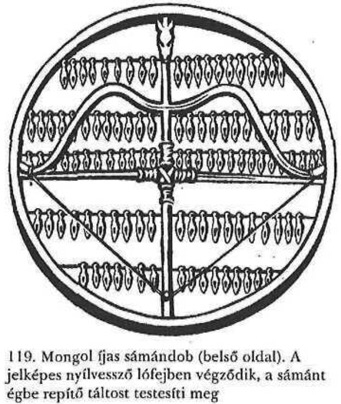 119. Mongol íjas sámándob (belső oldal). A
jelképes nyílvessző lófejben végződik, a sámánt
égbe repítő táltost testesíti meg